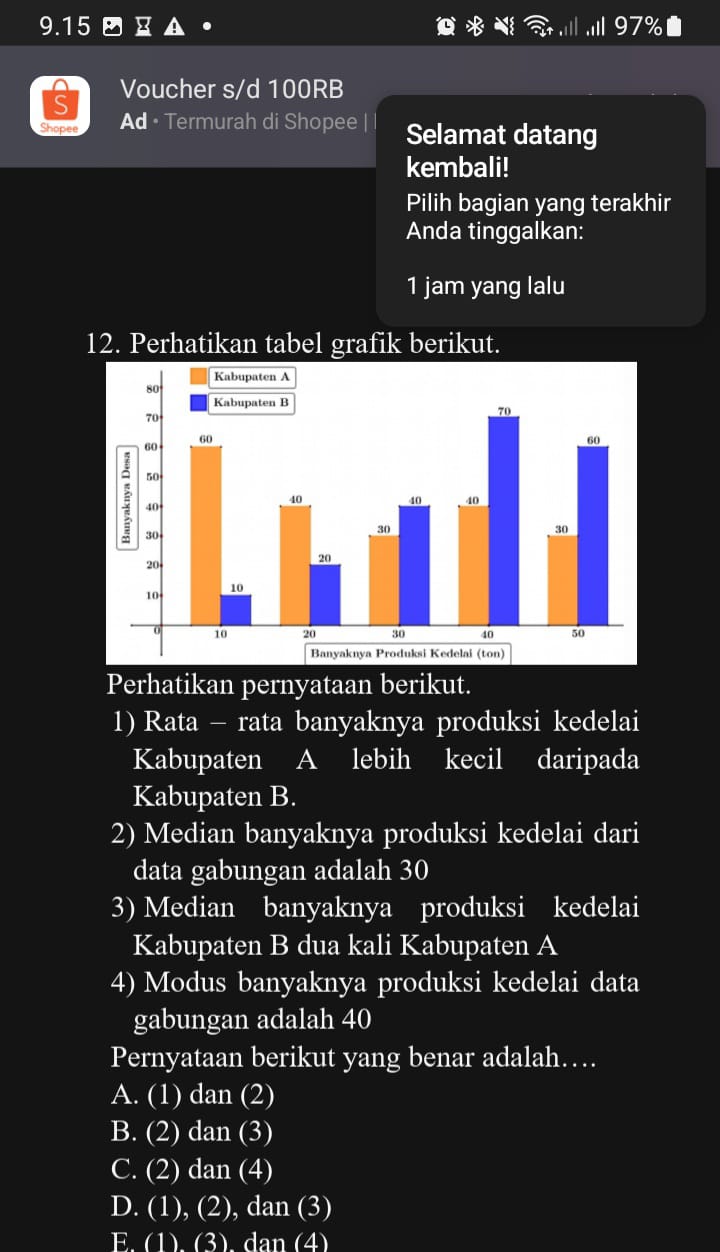 9.15
97%
Voucher s/d 100RB
Shopee
Ad • Termurah di Shopee |
Selamat datang
kembali!
Pilih bagian yang terakhir
Anda tinggalkan:
1 jam yang lalu
12. Perhatikan tabel grafik berikut.
Kabupaten A
Kabupaten B
Banyaknya Desa
80
70
60
50
40
30
20
10
0
60
10
40
20
30
40
40
70
30
60
10
20
30
40
50
Banyaknya Produksi Kedelai (ton)
Perhatikan pernyataan berikut.
1) Rata – rata banyaknya produksi kedelai
Kabupaten A lebih kecil daripada
Kabupaten B.
2) Median banyaknya produksi kedelai dari
data gabungan adalah 30
3) Median banyaknya produksi kedelai
Kabupaten B dua kali Kabupaten A
4) Modus banyaknya produksi kedelai data
gabungan adalah 40
Pernyataan berikut yang benar adalah….
A. (1) dan (2)
B. (2) dan (3)
C. (2) dan (4)
D. (1), (2), dan (3)
E. (1), (3), dan (4)